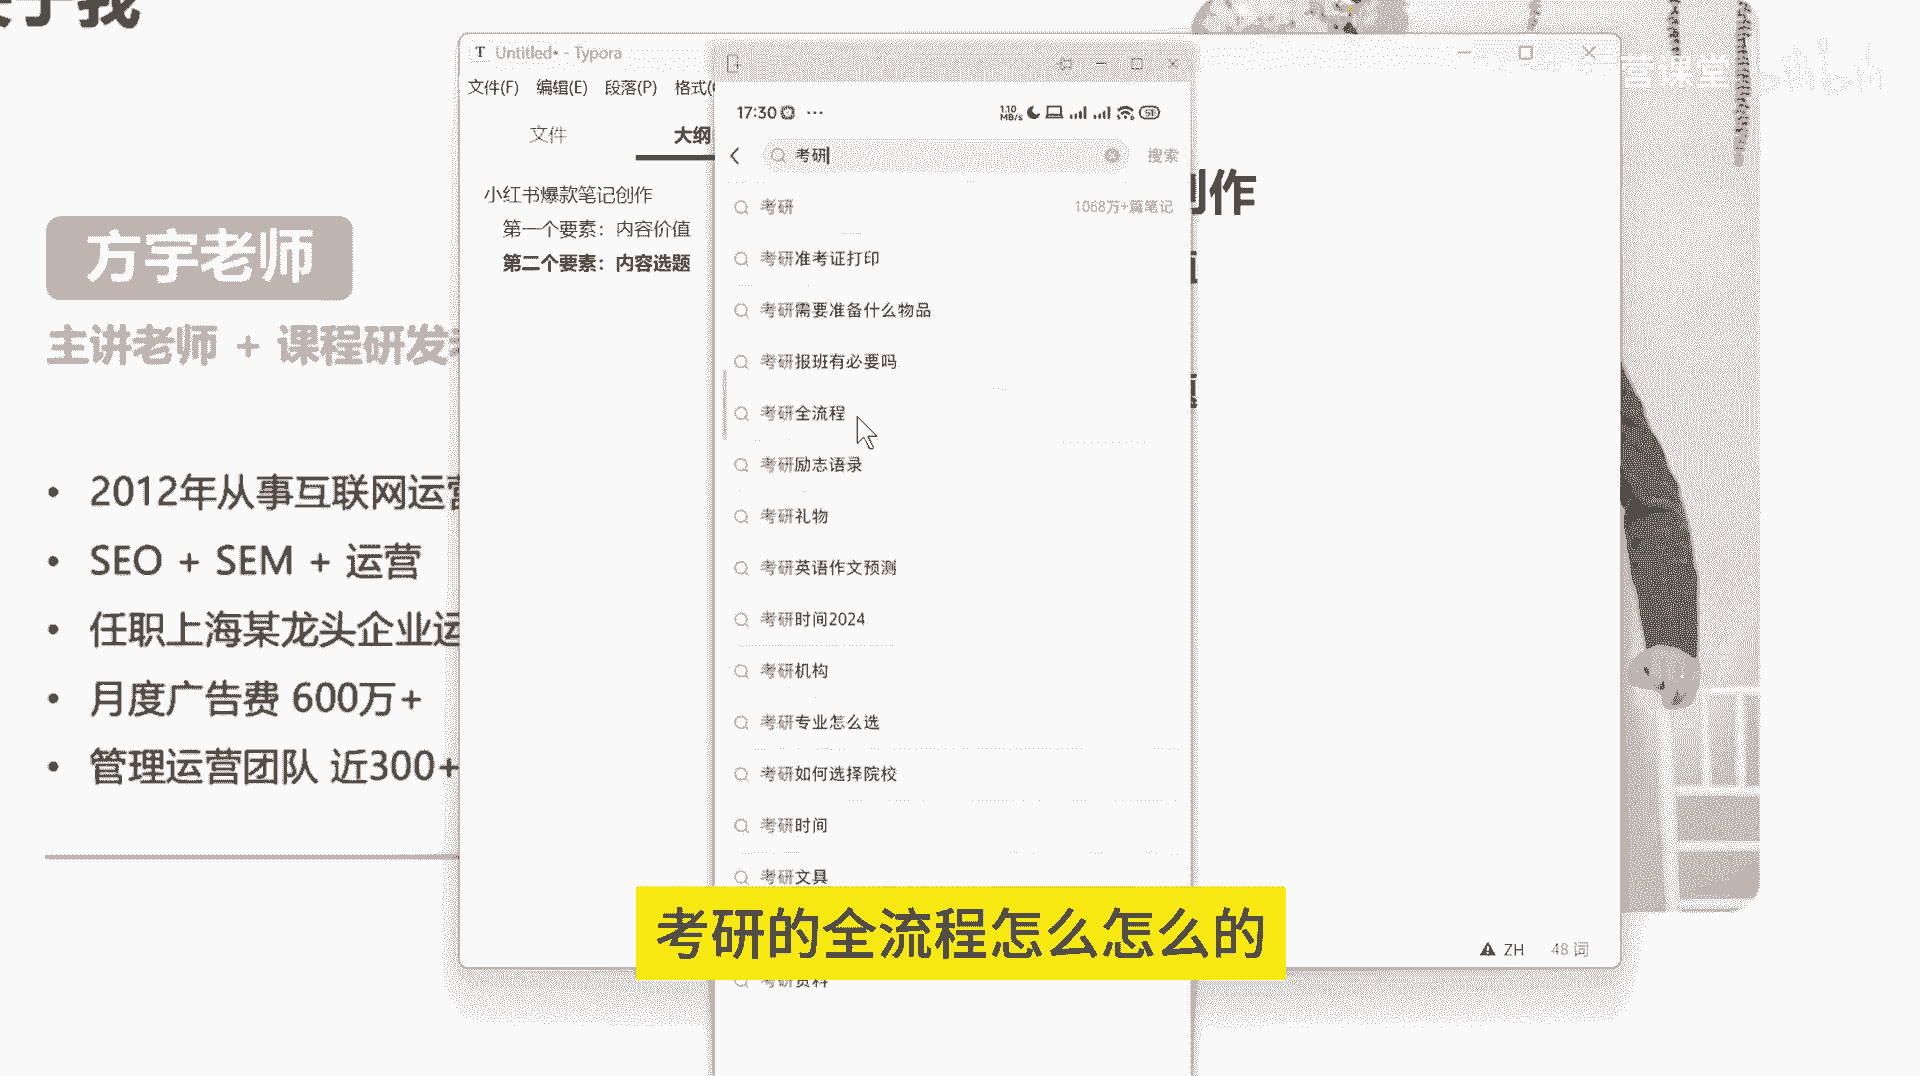 于我
方宇老师
主讲老师 + 课程研发
2012年从事互联网运营
SEO + SEM + 运营
任职上海某龙头企业运
月度广告费 600万+
管理运营团队 近300+
Untitled• - Typora
文件(F) 编辑(E) 段落(P) 格式(
文件 大纲
小红书爆款笔记创作
第一个要素：内容价值
第二个要素：内容选题
创作
17:30 ···
1.10 MB/s
51
考研
搜索
考研 1068万+篇笔记
考研准考证打印
考研需要准备什么物品
考研报班有必要吗
考研全流程
考研励志语录
考研礼物
考研英语作文预测
考研时间2024
考研机构
考研专业怎么选
考研如何选择院校
考研时间
考研文具
考研资料
考研的全流程怎么怎么的
ZH 48 词
营课堂
bilibili